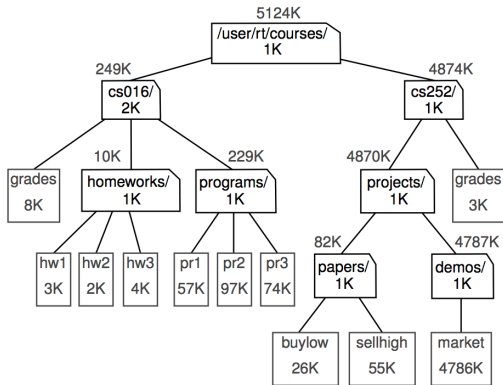 5124K
/user/rt/courses/
1K
249K
4874K
cs016/
2K
cs252/
1K
10K
229K
4870K
grades
8K
homeworks/
1K
programs/
1K
projects/
1K
grades
3K
82K
4787K
hw1
3K
hw2
2K
hw3
4K
pr1
57K
pr2
97K
pr3
74K
papers/
1K
demos/
1K
buylow
26K
sellhigh
55K
market
4786K